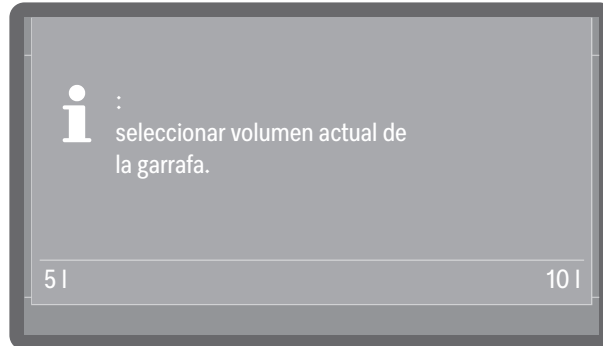 :
seleccionar volumen actual de
la garrafa.
5 l
10 l